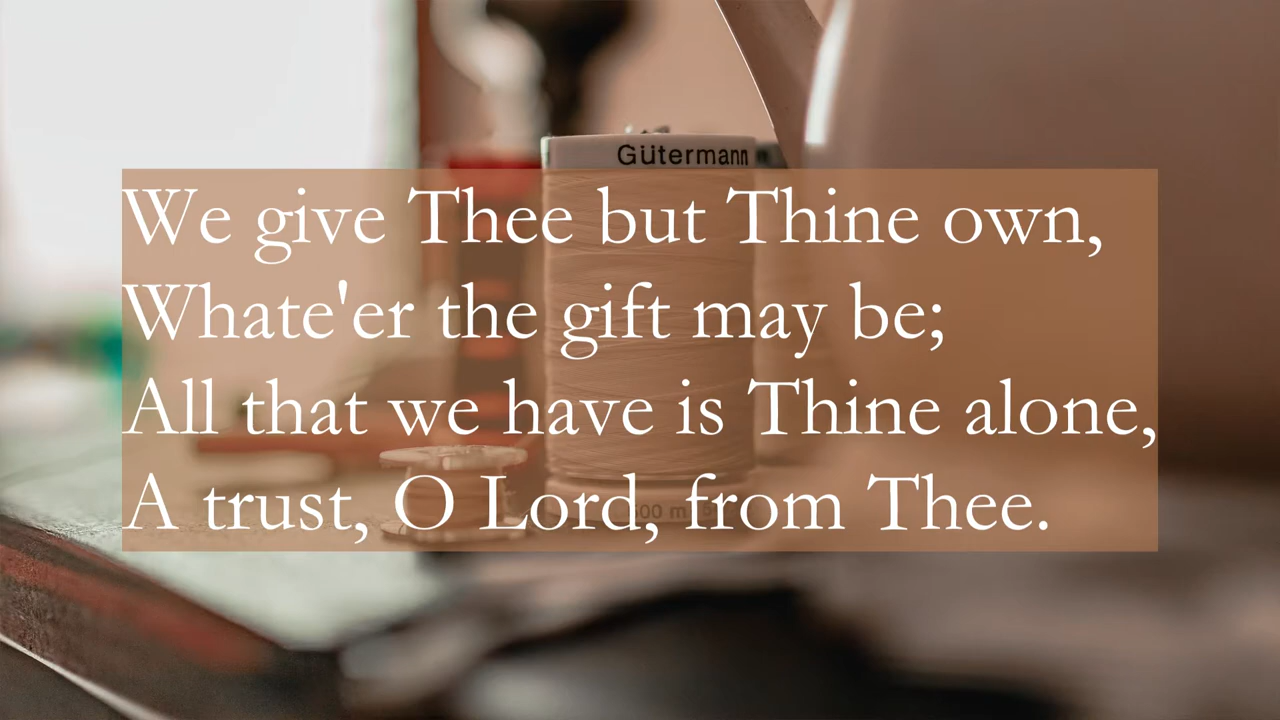 Gütermann
We give Thee but Thine own,
Whate'er the gift may be;
All that we have is Thine alone,
A trust, O Lord, from Thee.